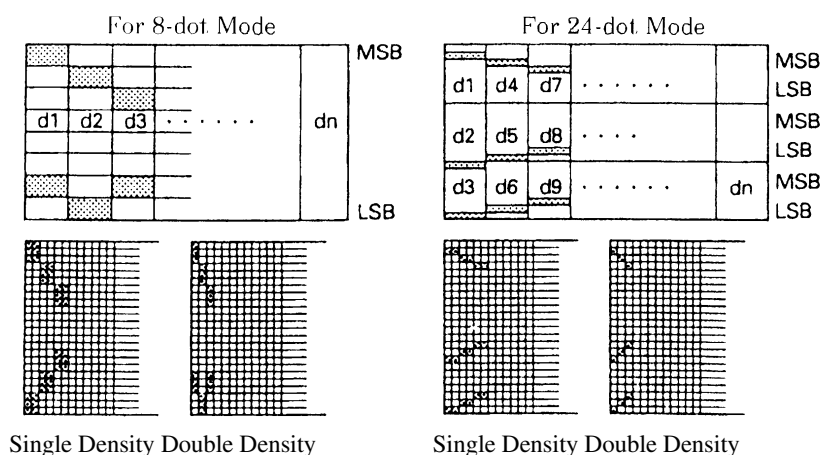 For 8-dot Mode
MSB
d1 d2 d3 · · · · · · dn
LSB
For 24-dot Mode
MSB
d1 d4 d7 · · · · · ·
LSB
MSB
d2 d5 d8 · · · ·
LSB
d3 d6 d9 · · · · · · dn MSB
LSB
Single Density Double Density
Single Density Double Density